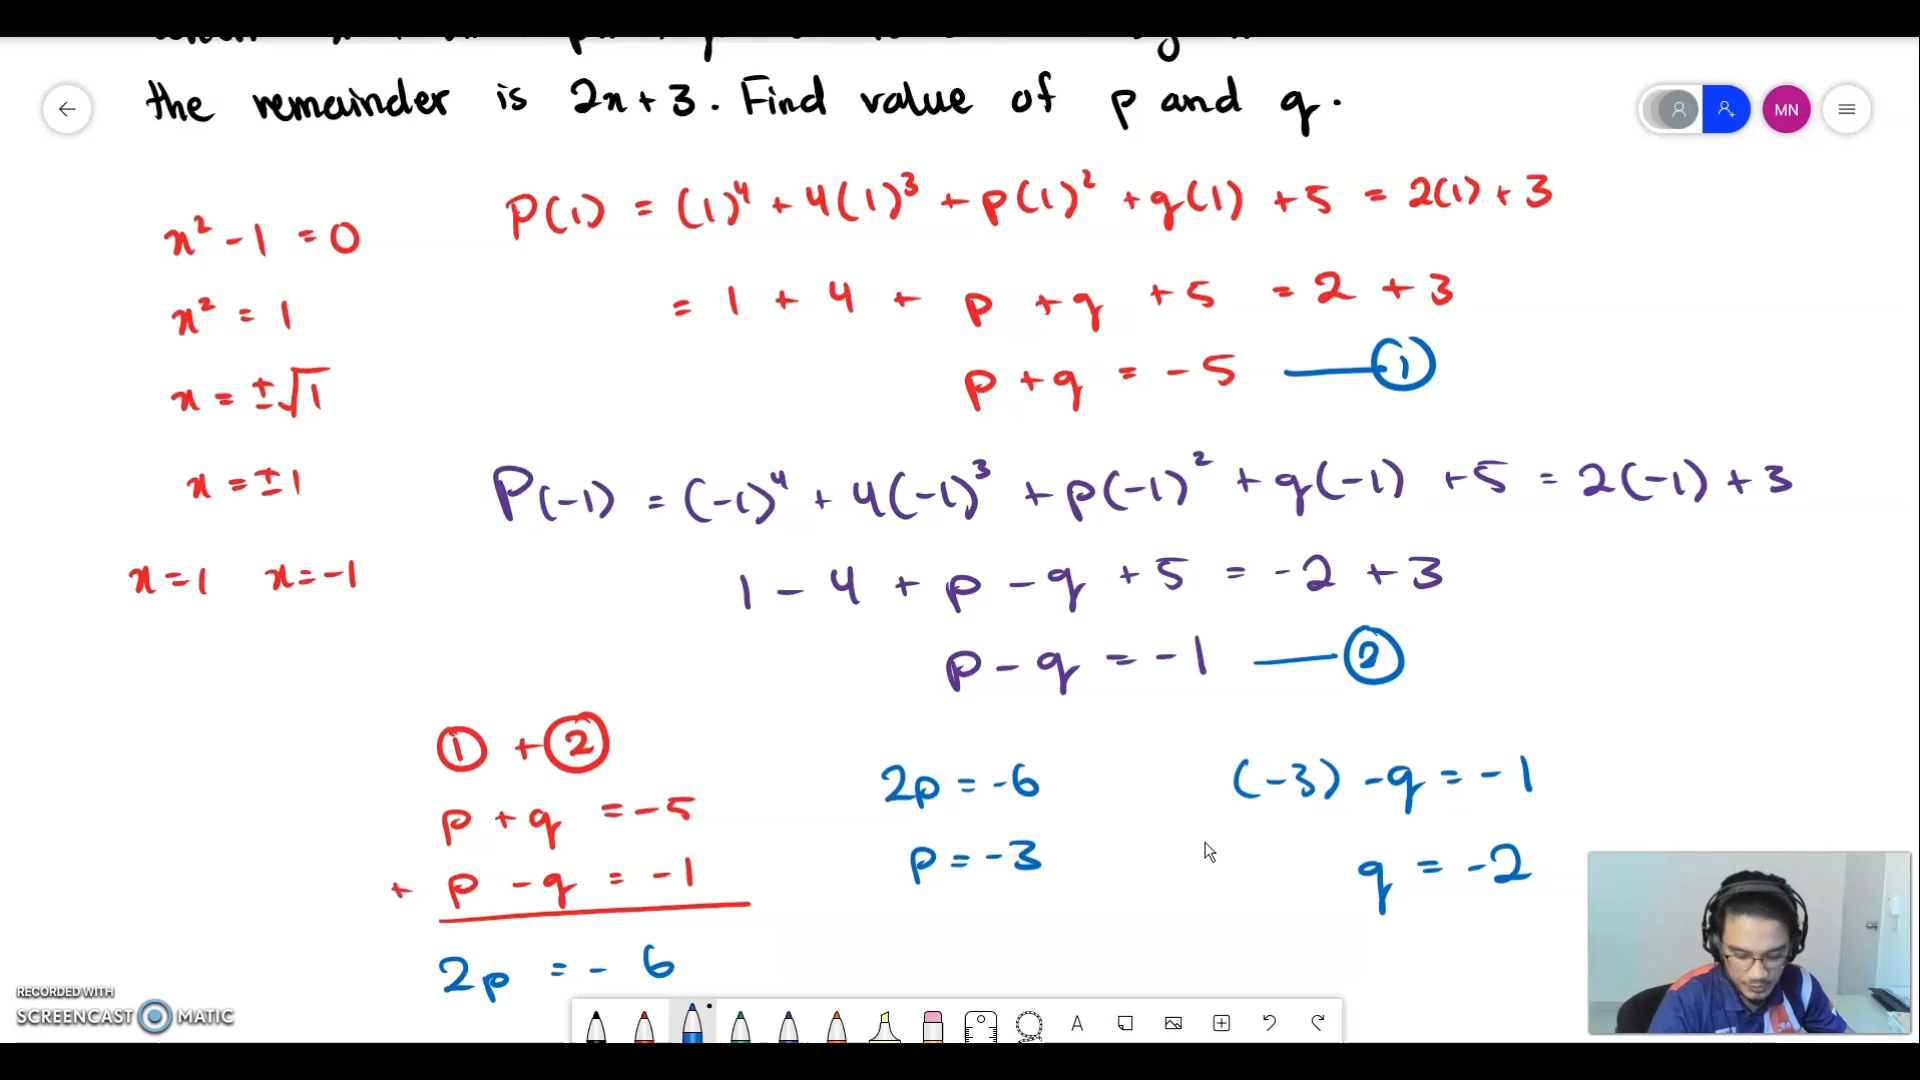 the remainder is 2x+3. Find value of p and q.
MN
P(1) = (1)⁴ + 4(1)³ + p(1)² + q(1) + 5 = 2(1) + 3
x² - 1 = 0
= 1 + 4 + p + q + 5 = 2 + 3
x² = 1
p + q = -5 —— ①
x = ±√1
P(-1) = (-1)⁴ + 4(-1)³ + p(-1)² + q(-1) + 5 = 2(-1) + 3
x = ±1
1 - 4 + p - q + 5 = -2 + 3
x = 1 x = -1
p - q = -1 —— ②
① + ②
p + q = -5
+ p - q = -1
2p = - 6
2p = -6
p = -3
(-3) - q = -1
q = -2
RECORDED WITH
SCREENCAST MATIC
A